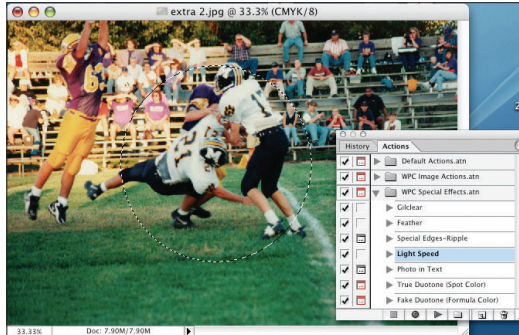 extra 2.jpg @ 33.3% (CMYK/8)
History
Actions
Default Actions.atn
WPC Image Actions.atn
WPC Special Effects.atn
Gilclear
Feather
Special Edges-Ripple
Light Speed
Photo in Text
True Duotone (Spot Color)
Fake Duotone (Formula Color)
33.33%
Doc: 7.90M/7.90M